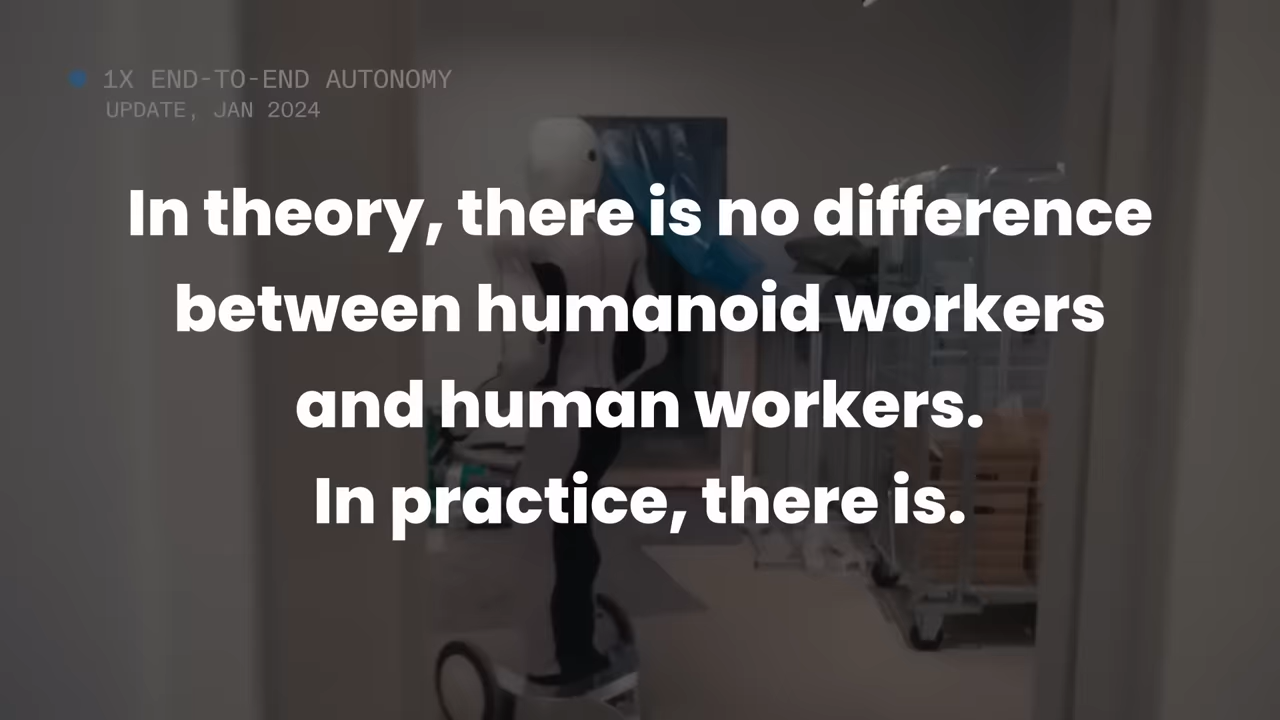 1X END-TO-END AUTONOMY
UPDATE, JAN 2024
In theory, there is no difference
between humanoid workers
and human workers.
In practice, there is.